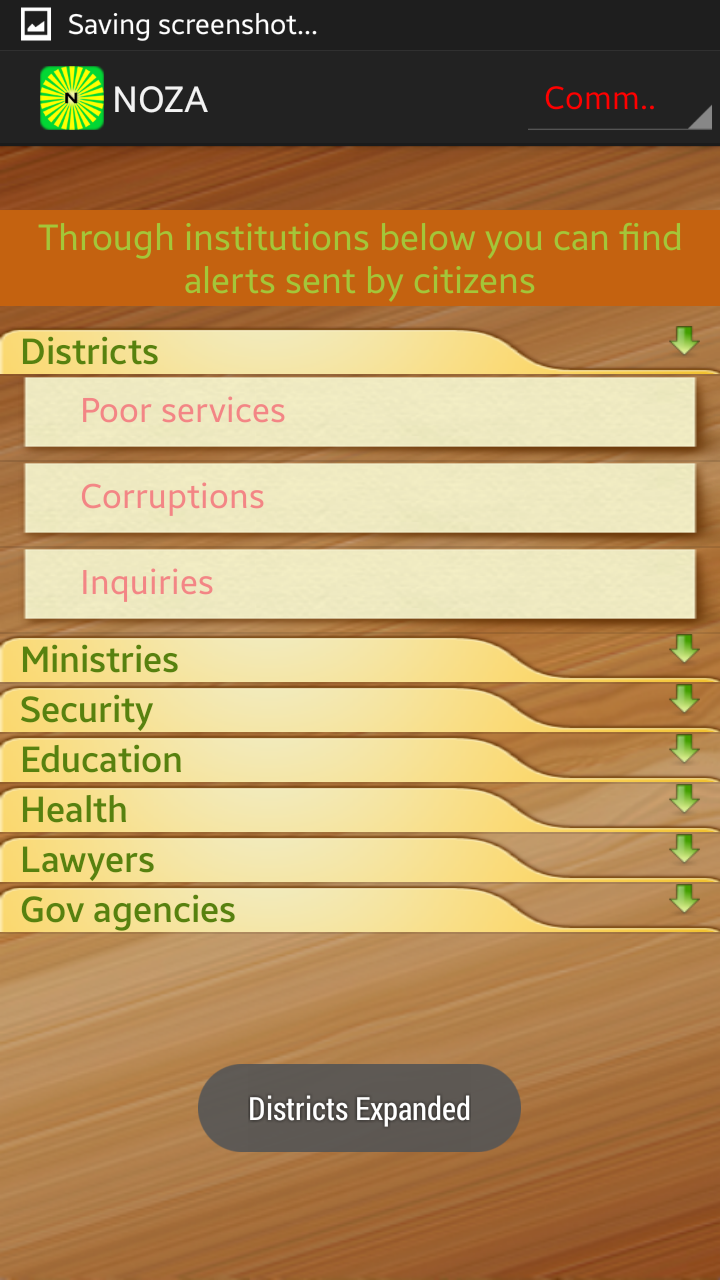 Saving screenshot...
N
NOZA
Comm..
Through institutions below you can find
alerts sent by citizens
Districts
Poor services
Corruptions
Inquiries
Ministries
Security
Education
Health
Lawyers
Gov agencies
Districts Expanded